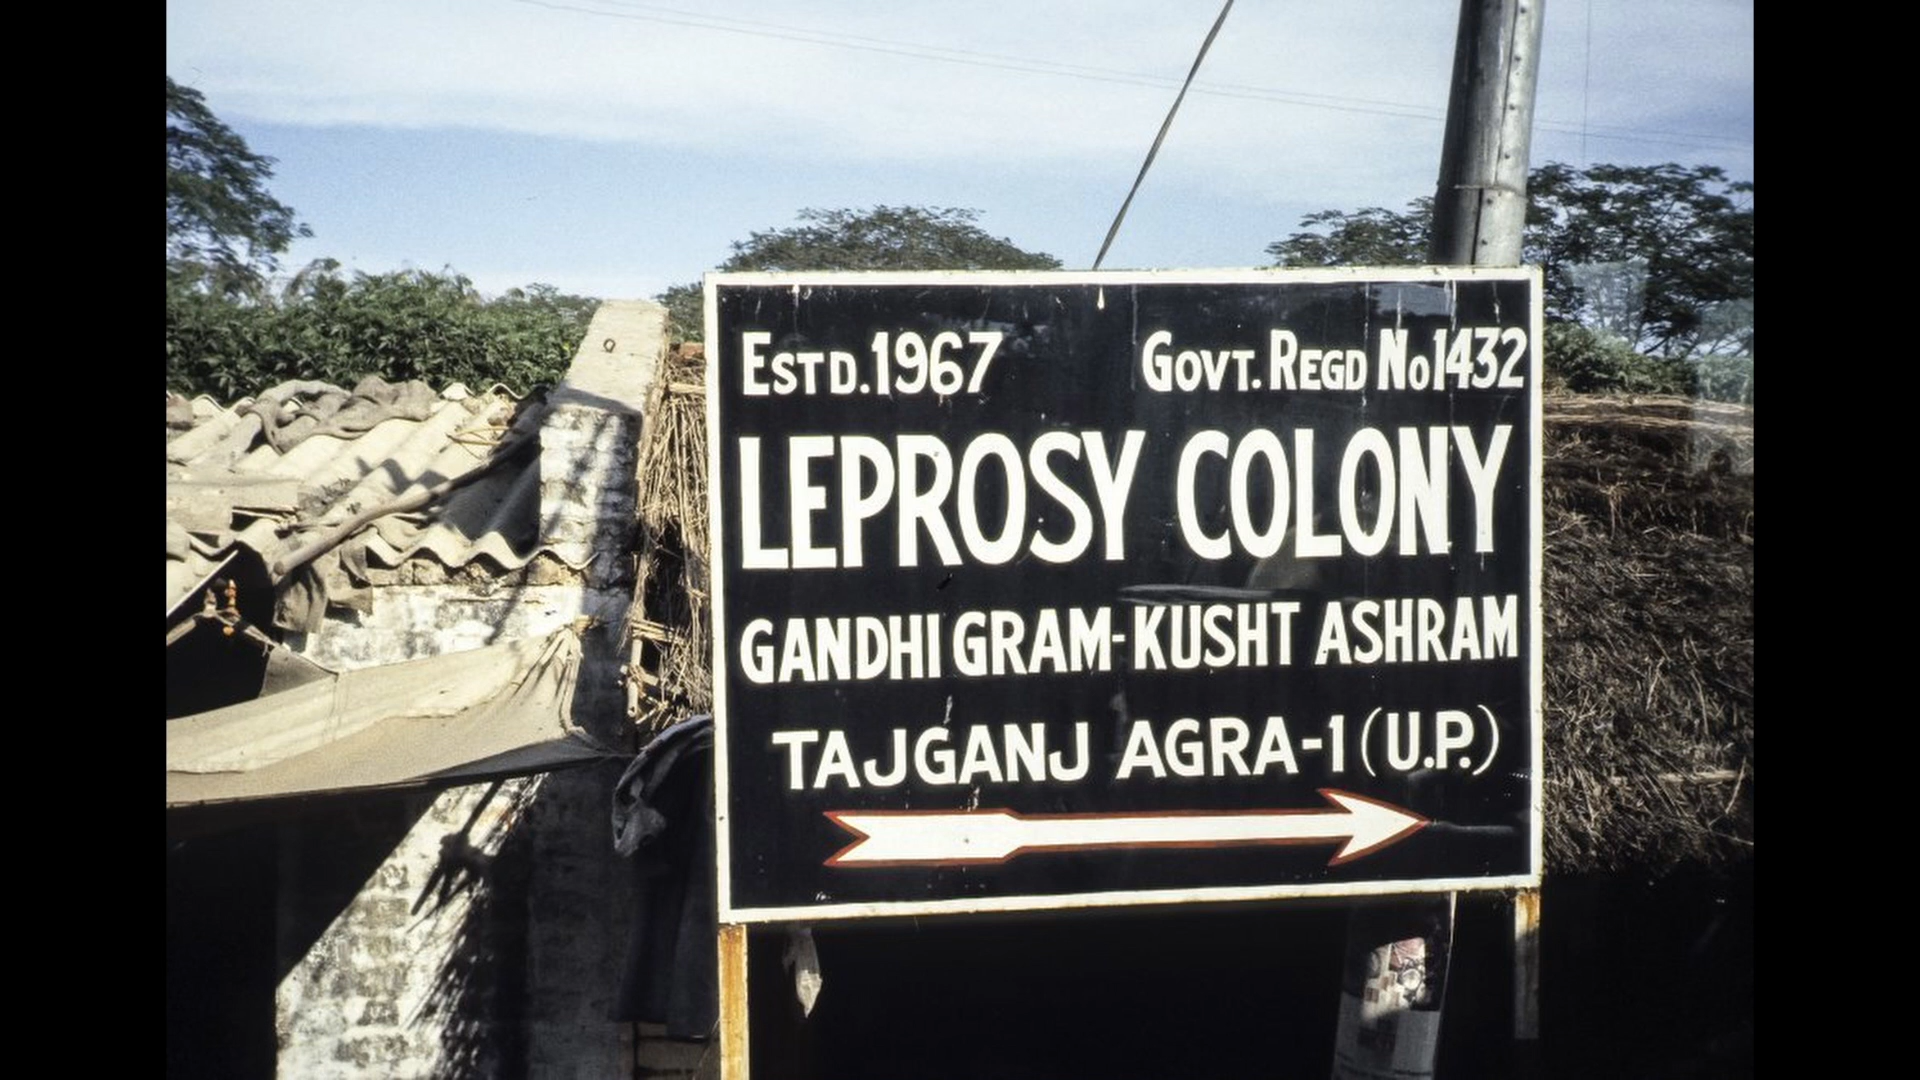 ESTD.1967 GOVT. REGD NO1432
LEPROSY COLONY
GANDHI GRAM-KUSHT ASHRAM
TAJGANJ AGRA-1 (U.P.)